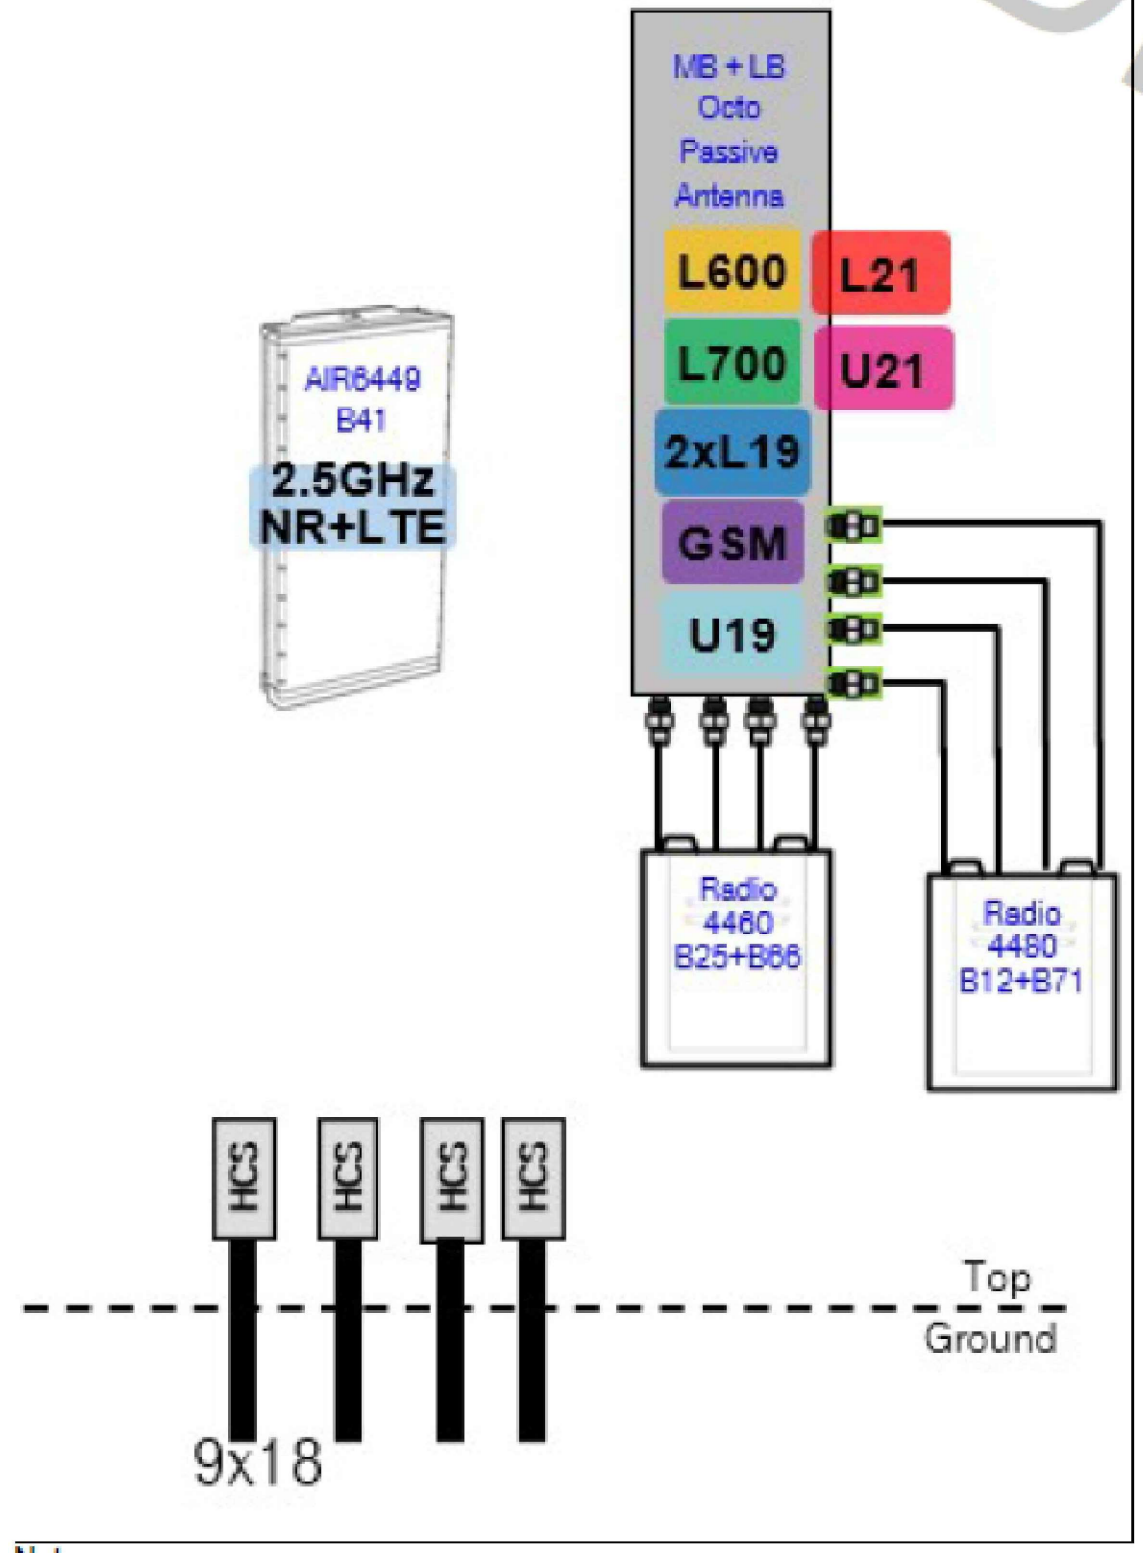 MB + LB
Octo
Passive
Antenna
L600
L21
L700
U21
2xL19
GSM
U19
AIR6449
B41
2.5GHz
NR+LTE
Radio
4460
B25+B66
Radio
4480
B12+B71
HCS
HCS
HCS
HCS
Top
Ground
9x18